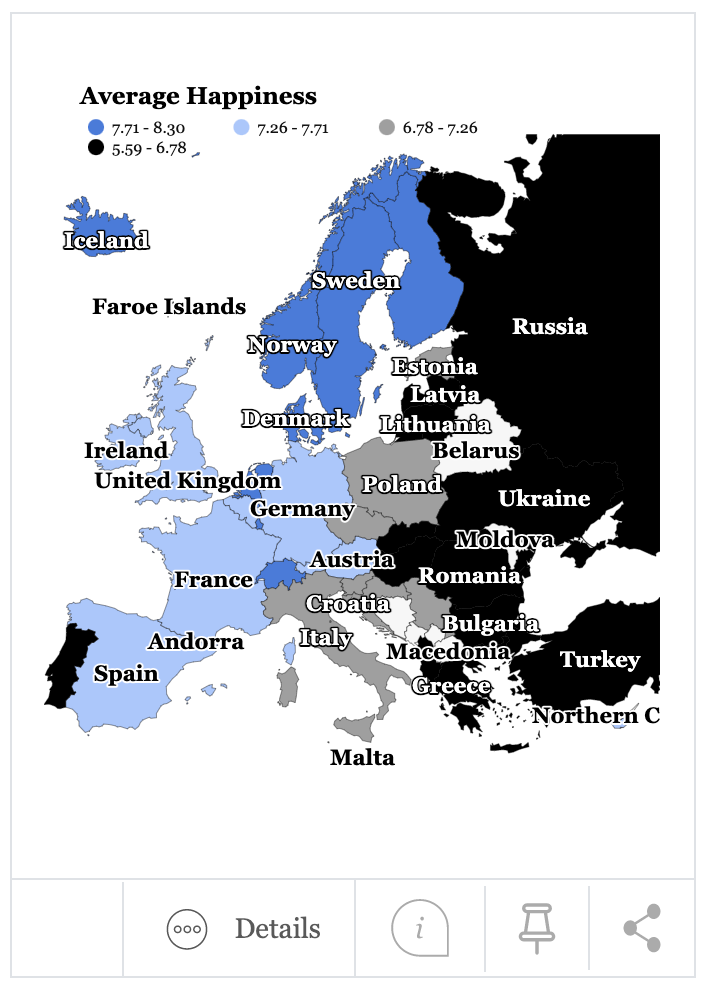 Average Happiness
7.71 - 8.30 7.26 - 7.71 6.78 - 7.26
5.59 - 6.78
Iceland
Sweden
Faroe Islands
Russia
Norway
Estonia
Latvia
Denmark
Lithuania
Ireland
Belarus
United Kingdom
Poland
Ukraine
Germany
Moldova
Austria
France
Romania
Croatia
Bulgaria
Italy
Andorra
Macedonia
Turkey
Spain
Greece
Northern C
Malta
Details
i